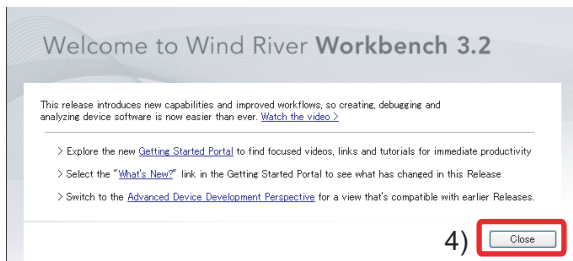 Welcome to Wind River Workbench 3.2
This release introduces new capabilities and improved workflows, so creating, debugging and
analyzing device software is now easier than ever. Watch the video >
> Explore the new Getting Started Portal to find focused videos, links and tutorials for immediate productivity
> Select the "What's New?" link in the Getting Started Portal to see what has changed in this Release
> Switch to the Advanced Device Development Perspective for a view that's compatible with earlier Releases.
4) Close